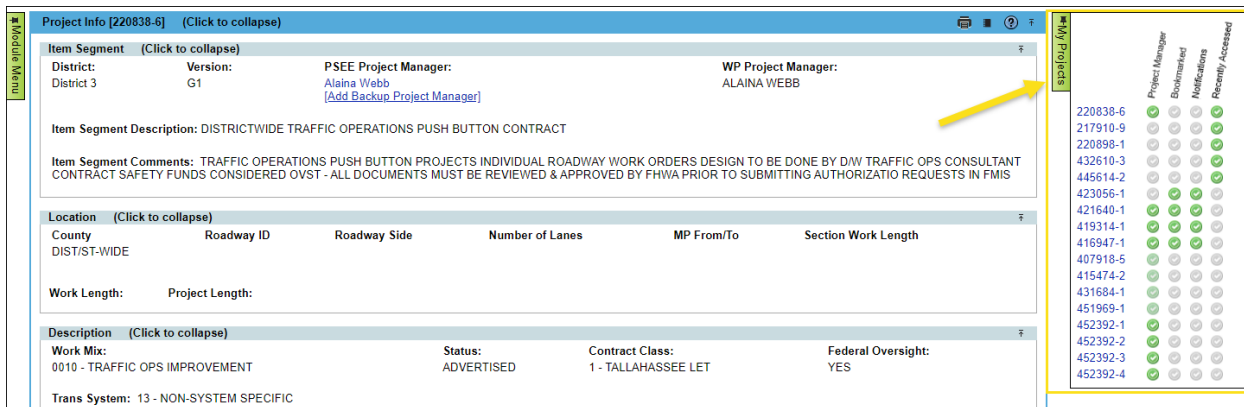 Module Menu
Project Info [220838-6] (Click to collapse)
Item Segment (Click to collapse)
District: Version: PSEE Project Manager: WP Project Manager:
District 3 G1 Alaina Webb ALAINA WEBB
[Add Backup Project Manager]
Item Segment Description: DISTRICTWIDE TRAFFIC OPERATIONS PUSH BUTTON CONTRACT
Item Segment Comments: TRAFFIC OPERATIONS PUSH BUTTON PROJECTS INDIVIDUAL ROADWAY WORK ORDERS DESIGN TO BE DONE BY D/W TRAFFIC OPS CONSULTANT
CONTRACT SAFETY FUNDS CONSIDERED OVST - ALL DOCUMENTS MUST BE REVIEWED & APPROVED BY FHWA PRIOR TO SUBMITTING AUTHORIZATIO REQUESTS IN FMIS
Location (Click to collapse)
County Roadway ID Roadway Side Number of Lanes MP From/To Section Work Length
DIST/ST-WIDE
Work Length: Project Length:
Description (Click to collapse)
Work Mix: Status: Contract Class: Federal Oversight:
0010 - TRAFFIC OPS IMPROVEMENT ADVERTISED 1 - TALLAHASSEE LET YES
Trans System: 13 - NON-SYSTEM SPECIFIC
My Projects
Project Manager
Bookmarked
Notifications
Recently Accessed
220838-6
217910-9
220898-1
432610-3
445614-2
423056-1
421640-1
419314-1
416947-1
407918-5
415474-2
431684-1
451969-1
452392-1
452392-2
452392-3
452392-4